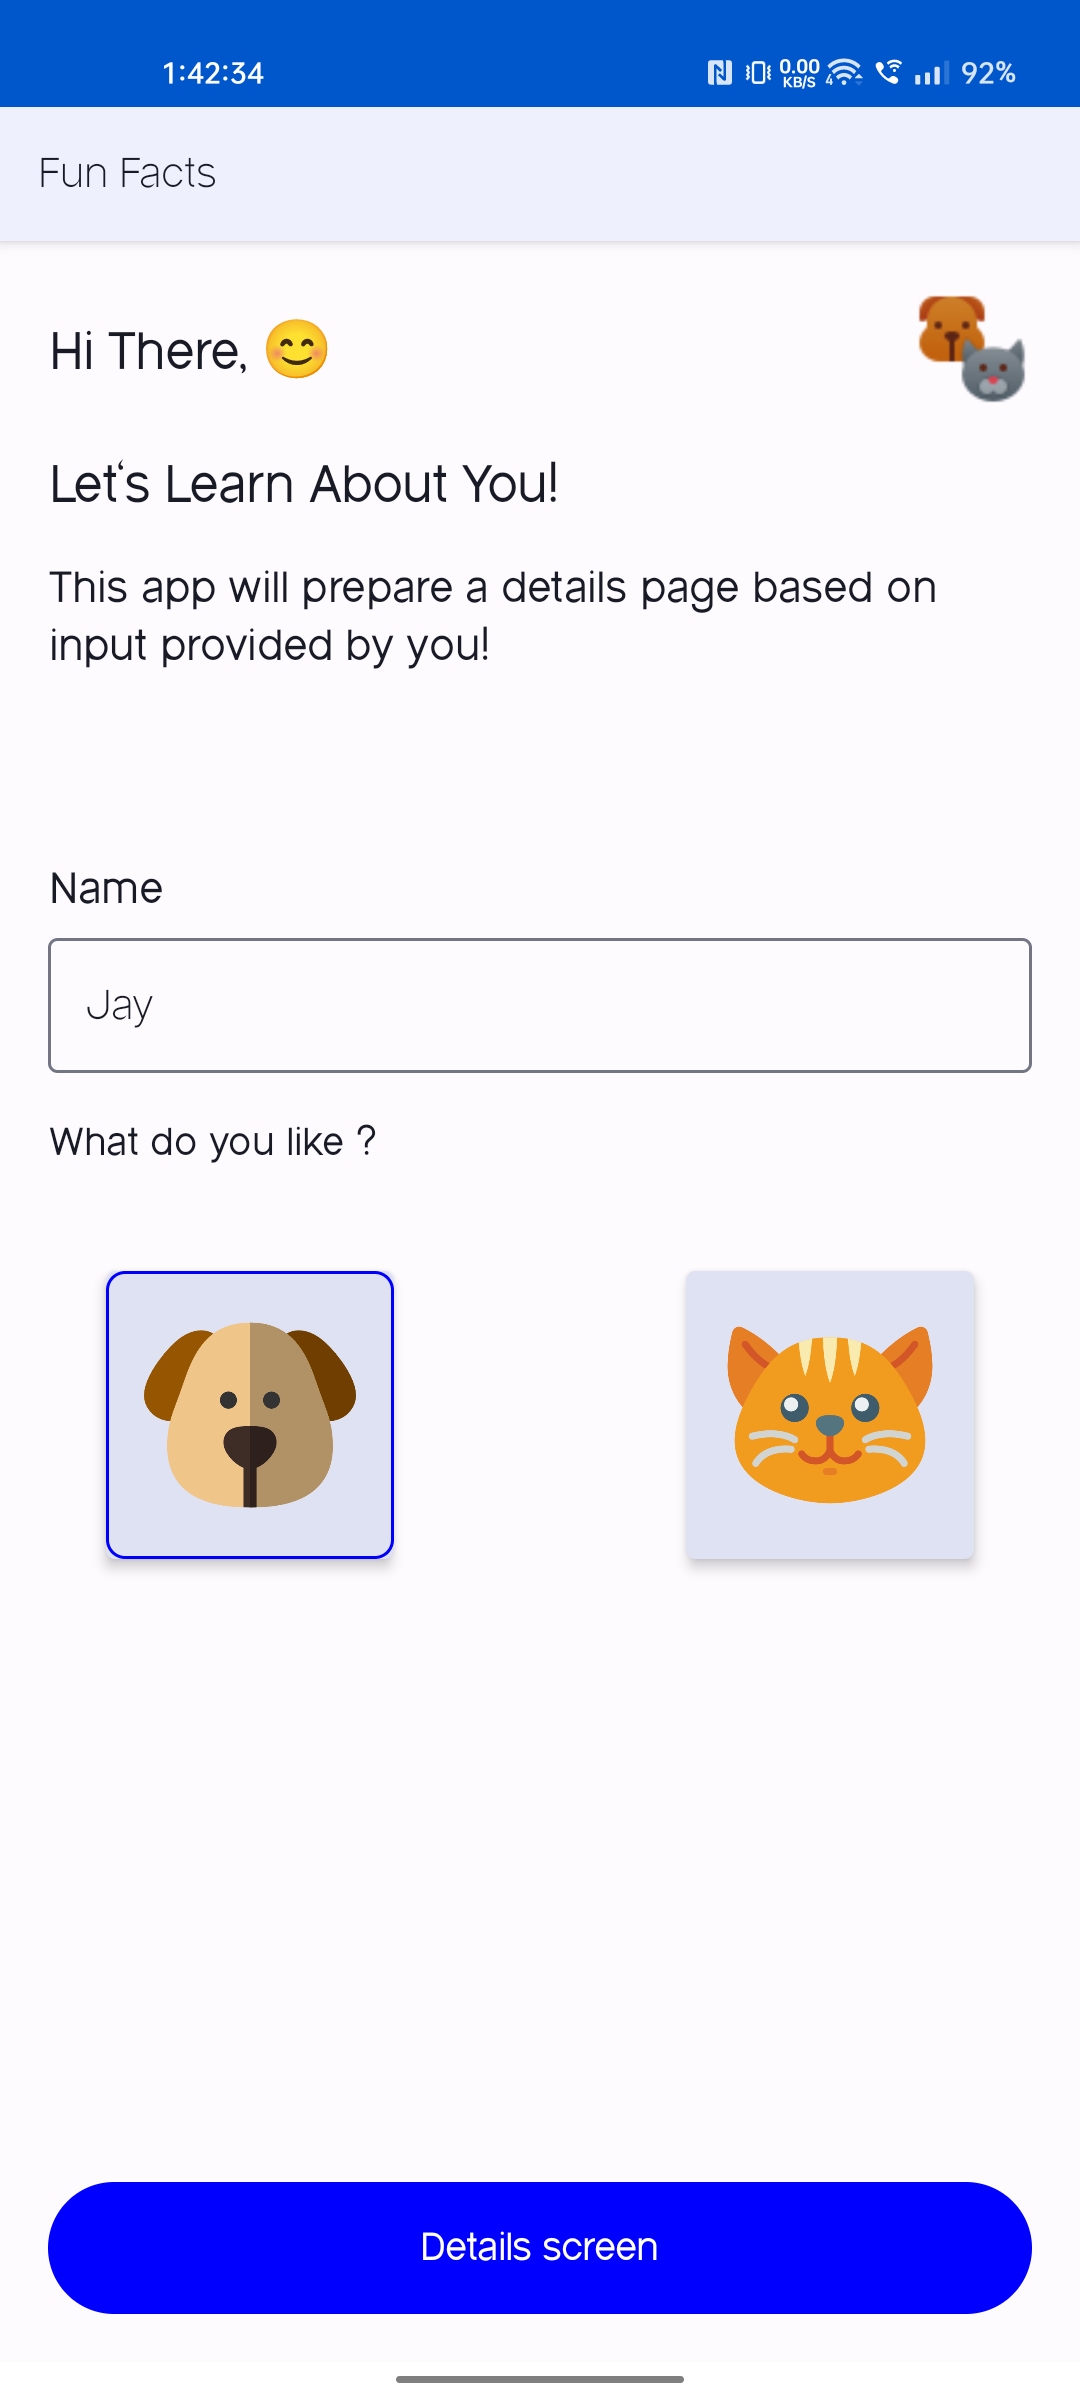 1:42:34 0.00 KB/S 4 92%
Fun Facts
Hi There, 😊
Let‘s Learn About You!
This app will prepare a details page based on
input provided by you!
Name
Jay
What do you like ?
Details screen